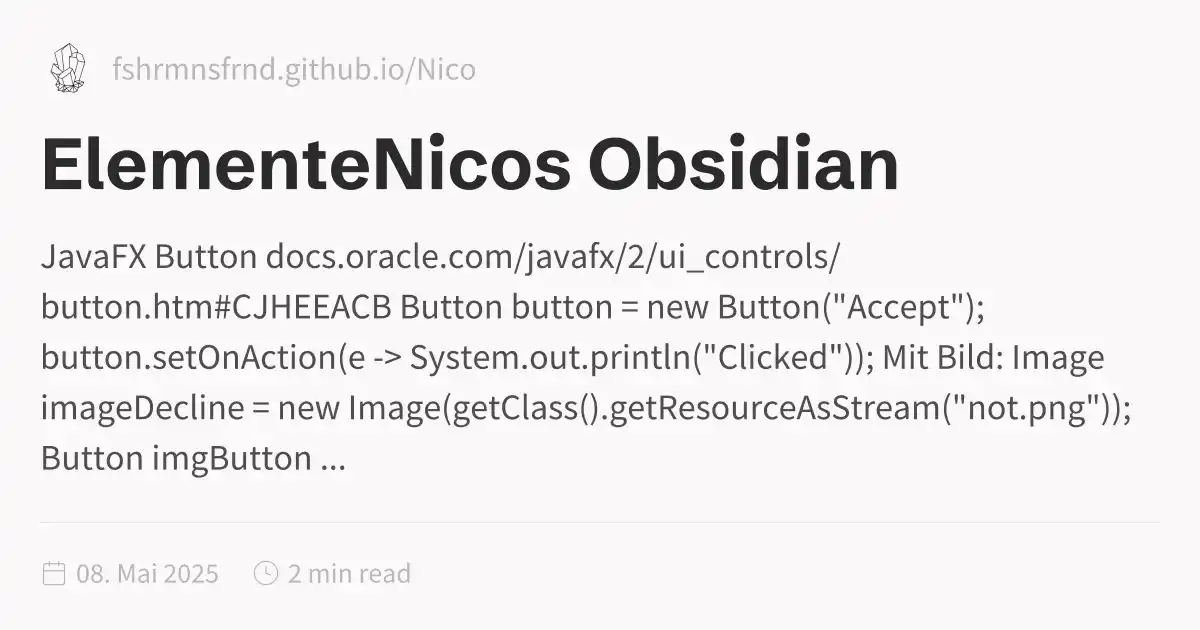 fshrmnsfrnd.github.io/Nico
ElementeNicos Obsidian
JavaFX Button docs.oracle.com/javafx/2/ui_controls/
button.htm#CJHEEACB Button button = new Button("Accept");
button.setOnAction(e -> System.out.println("Clicked")); Mit Bild: Image
imageDecline = new Image(getClass().getResourceAsStream("not.png"));
Button imgButton ...
08. Mai 2025 2 min read